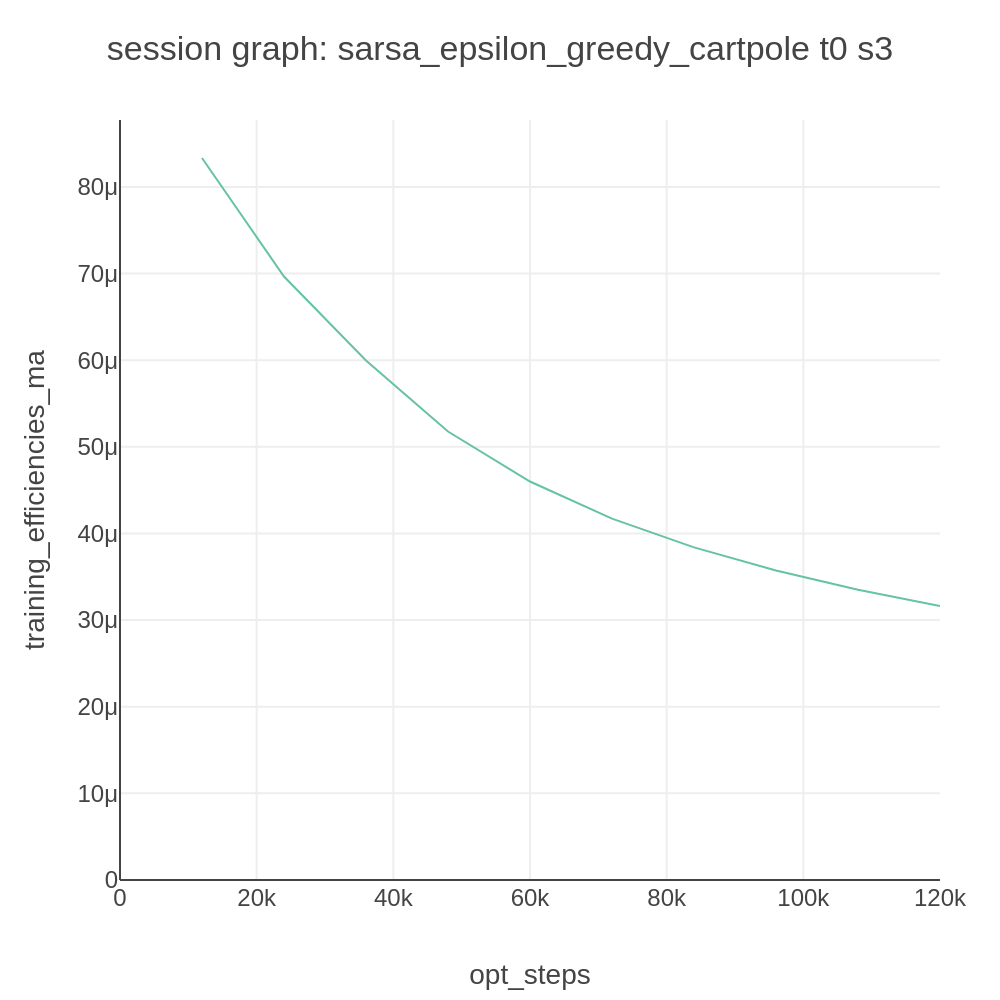 session graph: sarsa_epsilon_greedy_cartpole t0 s3
training_efficiencies_ma
80μ
70μ
60μ
50μ
40μ
30μ
20μ
10μ
0
0 20k 40k 60k 80k 100k 120k
opt_steps